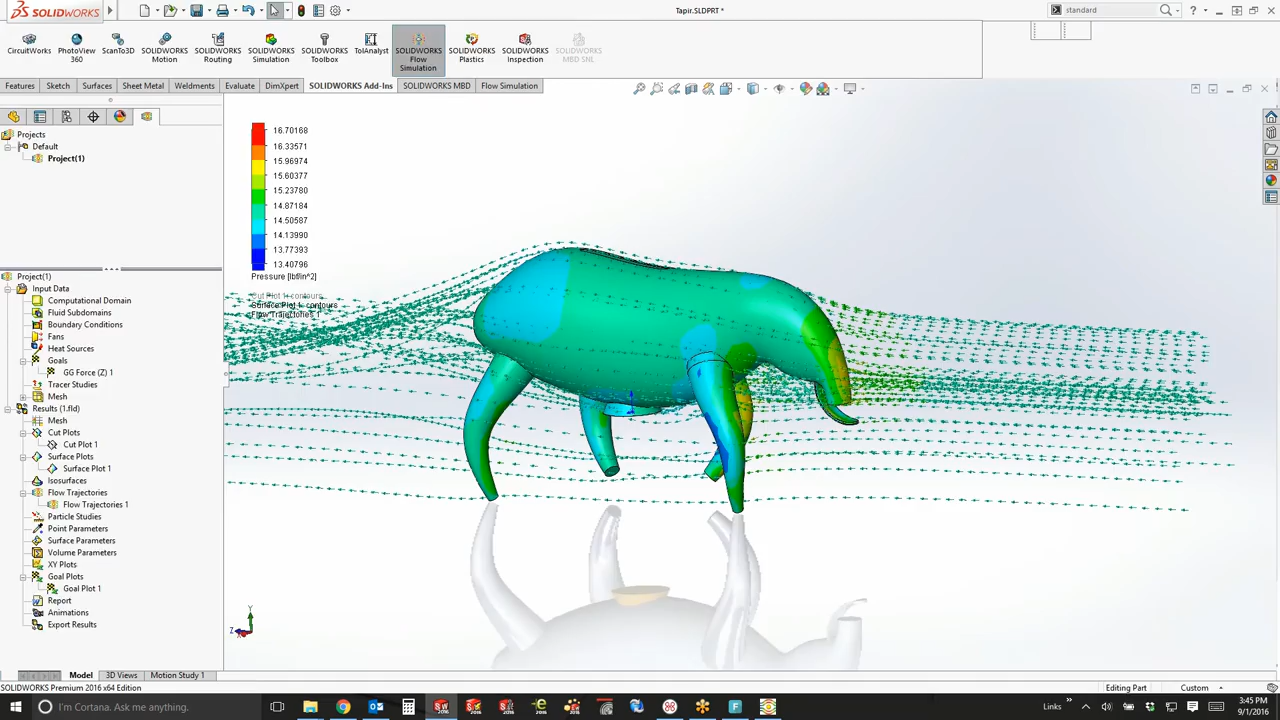 SOLIDWORKS
Tapir.SLDPRT *
standard
CircuitWorks
PhotoView
360
ScanTo3D
SOLIDWORKS
Motion
SOLIDWORKS
Routing
SOLIDWORKS
Simulation
SOLIDWORKS
Toolbox
TolAnalyst
SOLIDWORKS
Flow
Simulation
SOLIDWORKS
Plastics
SOLIDWORKS
Inspection
SOLIDWORKS
MBD SNL
Features
Sketch
Surfaces
Sheet Metal
Weldments
Evaluate
DimXpert
SOLIDWORKS Add-Ins
SOLIDWORKS MBD
Flow Simulation
Projects
Default
Project(1)
Project(1)
Input Data
Computational Domain
Fluid Subdomains
Boundary Conditions
Fans
Heat Sources
Goals
GG Force (Z) 1
Tracer Studies
Mesh
Results (1.fld)
Mesh
Cut Plots
Cut Plot 1
Surface Plots
Surface Plot 1
Isosurfaces
Flow Trajectories
Flow Trajectories 1
Particle Studies
Point Parameters
Surface Parameters
Volume Parameters
XY Plots
Goal Plots
Goal Plot 1
Report
Animations
Export Results
16.70168
16.33571
15.96974
15.60377
15.23780
14.87184
14.50587
14.13990
13.77393
13.40796
Pressure [lbf/in^2]
Cut Plot 1: contours
Surface Plot 1: contours
Flow Trajectories 1
Y
Z
Model
3D Views
Motion Study 1
SOLIDWORKS Premium 2016 x64 Edition
Editing Part
Custom
I'm Cortana. Ask me anything.
Links
3:45 PM
9/1/2016